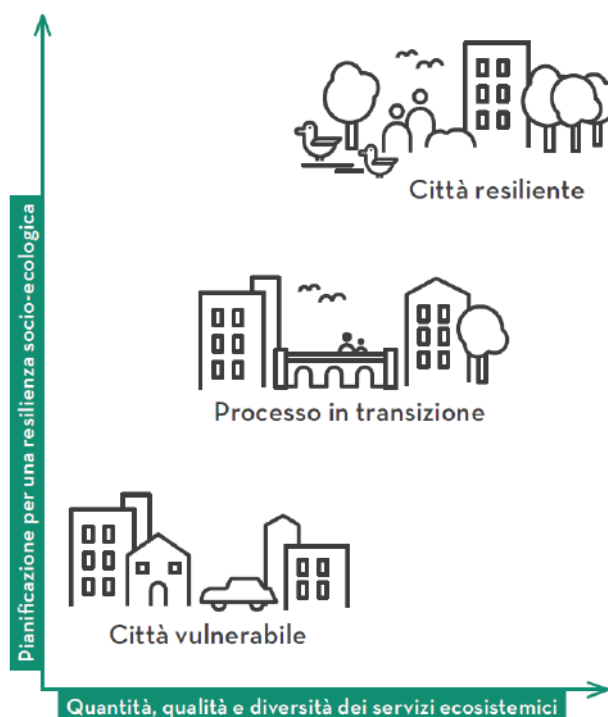 Città resiliente
Processo in transizione
Città vulnerabile
Pianificazione per una resilienza socio-ecologica
Quantità, qualità e diversità dei servizi ecosistemici